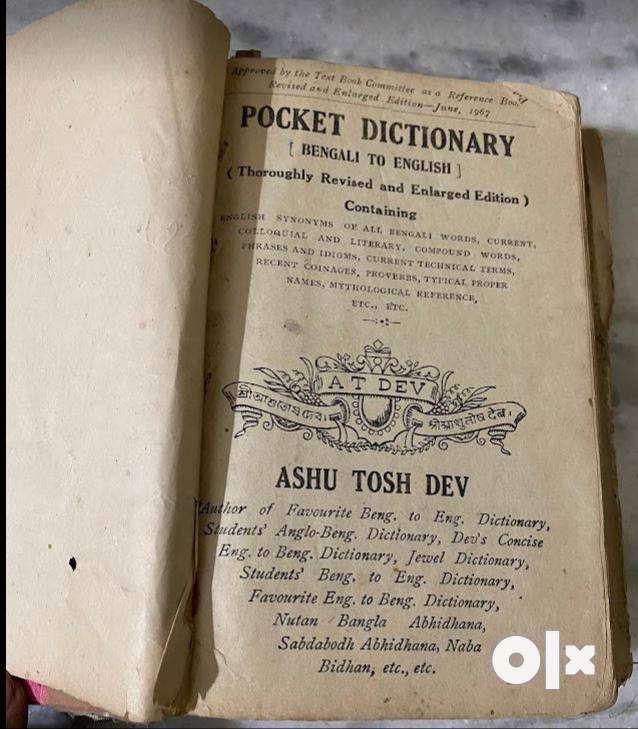 Approved by the Text Book Committee as a Reference Book
Revised and Enlarged Edition—June, 1967
POCKET DICTIONARY
[ BENGALI TO ENGLISH ]
( Thoroughly Revised and Enlarged Edition )
Containing
ENGLISH SYNONYMS OF ALL BENGALI WORDS, CURRENT,
COLLOQUIAL AND LITERARY, COMPOUND WORDS,
PHRASES AND IDIOMS, CURRENT TECHNICAL TERMS,
RECENT COINAGES, PROVERBS, TYPICAL PROPER
NAMES, MYTHOLOGICAL REFERENCE,
ETC., ETC.
A T DEV
শ্রীআশুতোষ দেব।
শ্রীআশুতোষ দেব।
ASHU TOSH DEV
Author of Favourite Beng. to Eng. Dictionary,
Students' Anglo-Beng. Dictionary, Dev's Concise
Eng. to Beng. Dictionary, Jewel Dictionary,
Students' Beng. to Eng. Dictionary,
Favourite Eng. to Beng. Dictionary,
Nutan Bangla Abhidhana,
Sabdabodh Abhidhana, Naba
Bidhan, etc., etc.
olx